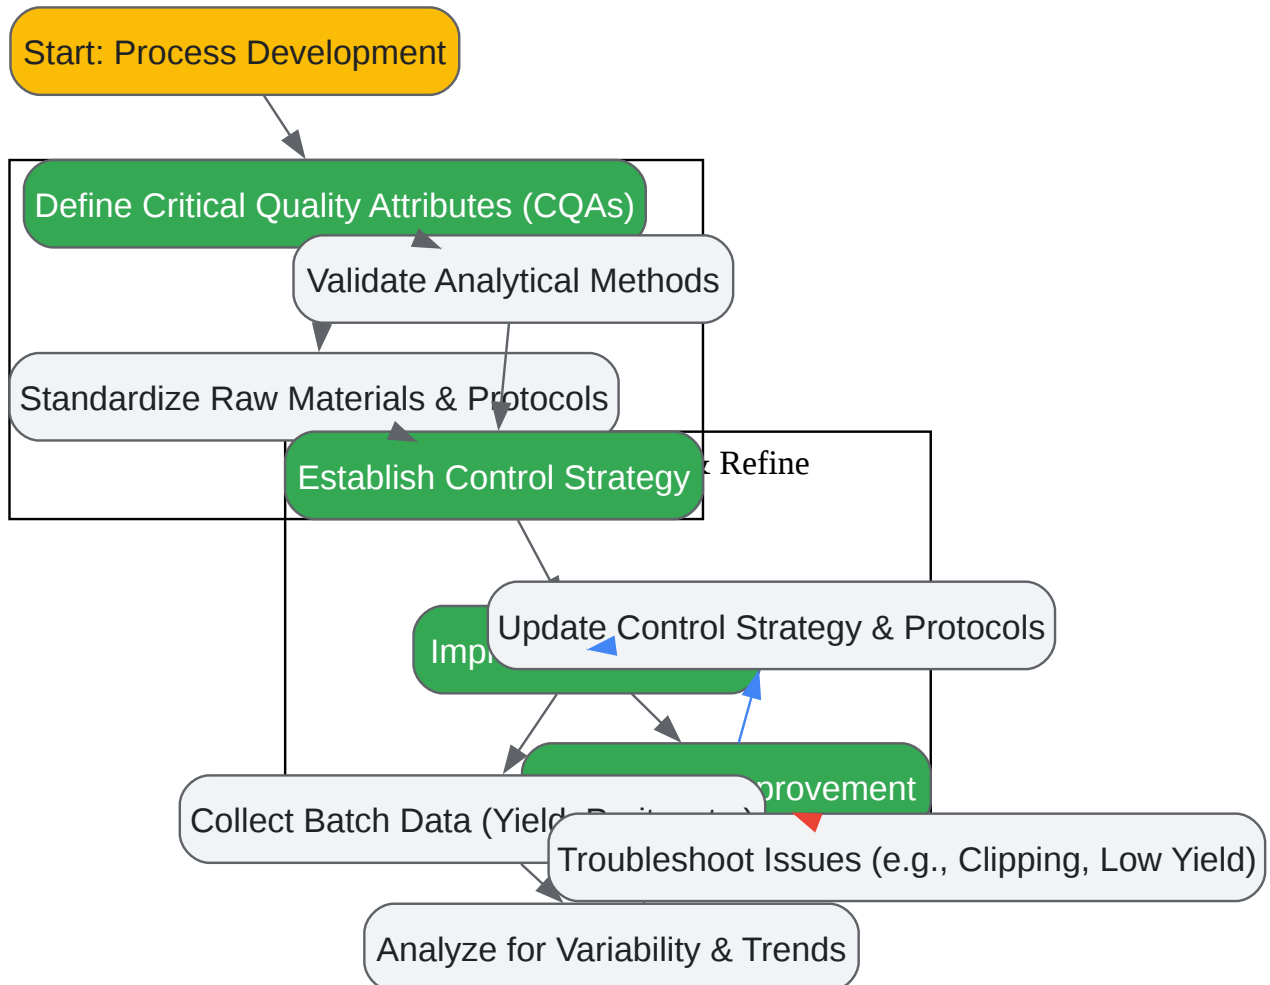 Start: Process Development
Define Critical Quality Attributes (CQAs)
Validate Analytical Methods
Standardize Raw Materials & Protocols
& Refine
Establish Control Strategy
Update Control Strategy & Protocols
Collect Batch Data (Yield,
Troubleshoot Issues (e.g., Clipping, Low Yield)
Analyze for Variability & Trends